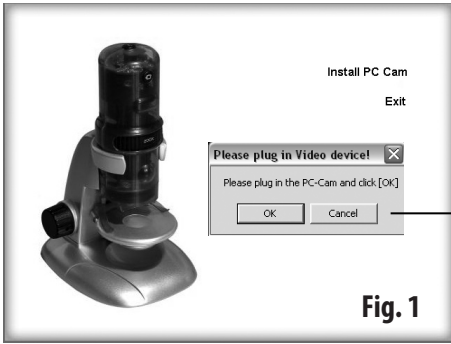 Install PC Cam
Exit
Please plug in Video device!
Please plug in the PC-Cam and click [OK]
OK
Cancel
Fig. 1